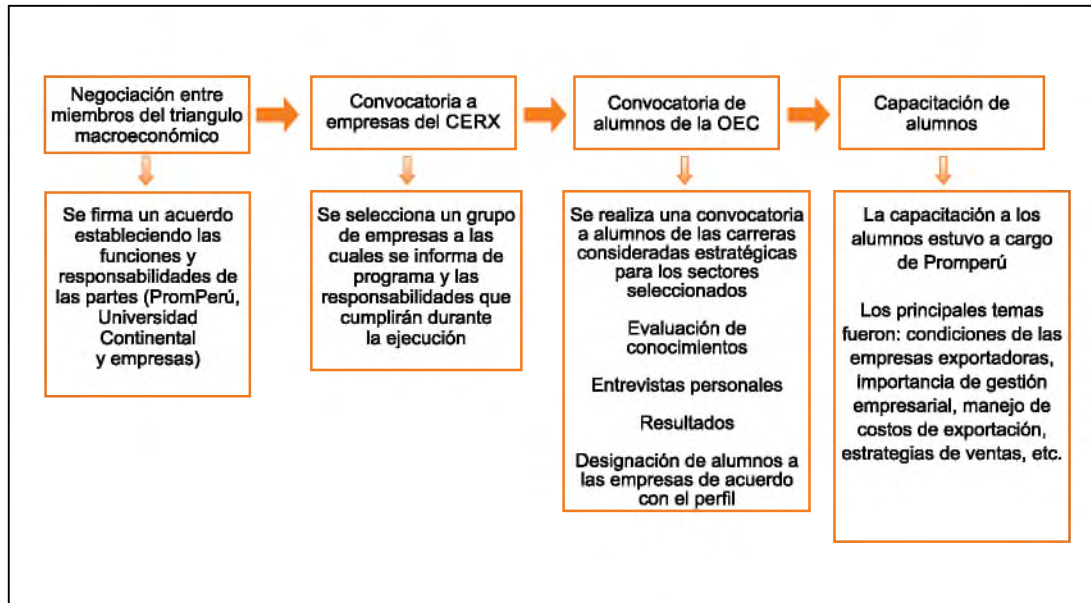 Negociación entre
miembros del triangulo
macroeconómico
Convocatoria a
empresas del CERX
Convocatoria de
alumnos de la OEC
Capacitación de
alumnos
Se firma un acuerdo
estableciendo las
funciones y
responsabilidades de
las partes (PromPerú,
Universidad
Continental
y empresas)
Se selecciona un grupo
de empresas a las
cuales se informa de
programa y las
responsabilidades que
cumplirán durante
la ejecución
Se realiza una convocatoria
a alumnos de las carreras
consideradas estratégicas
para los sectores
seleccionados
Evaluación de
conocimientos
Entrevistas personales
Resultados
Designación de alumnos a
las empresas de acuerdo
con el perfil
La capacitación a los
alumnos estuvo a cargo
de Promperú
Los principales temas
fueron: condiciones de las
empresas exportadoras,
importancia de gestión
empresarial, manejo de
costos de exportación,
estrategias de ventas, etc.